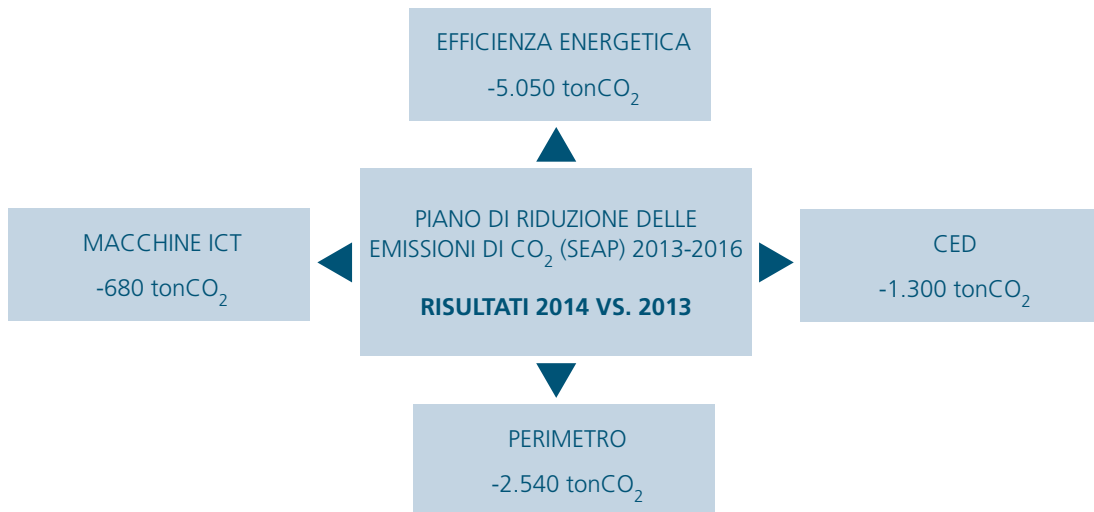 EFFICIENZA ENERGETICA
-5.050 tonCO₂
MACCHINE ICT
-680 tonCO₂
PIANO DI RIDUZIONE DELLE
EMISSIONI DI CO₂ (SEAP) 2013-2016
RISULTATI 2014 VS. 2013
CED
-1.300 tonCO₂
PERIMETRO
-2.540 tonCO₂